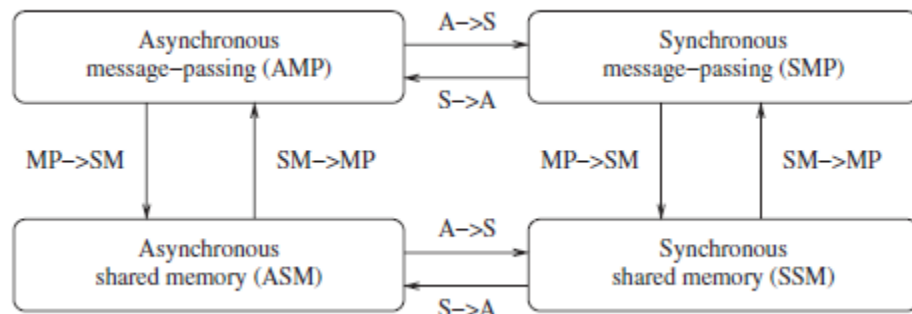 Asynchronous
message−passing (AMP)
A−>S
S−>A
Synchronous
message−passing (SMP)
MP−>SM
SM−>MP
MP−>SM
SM−>MP
Asynchronous
shared memory (ASM)
A−>S
S−>A
Synchronous
shared memory (SSM)